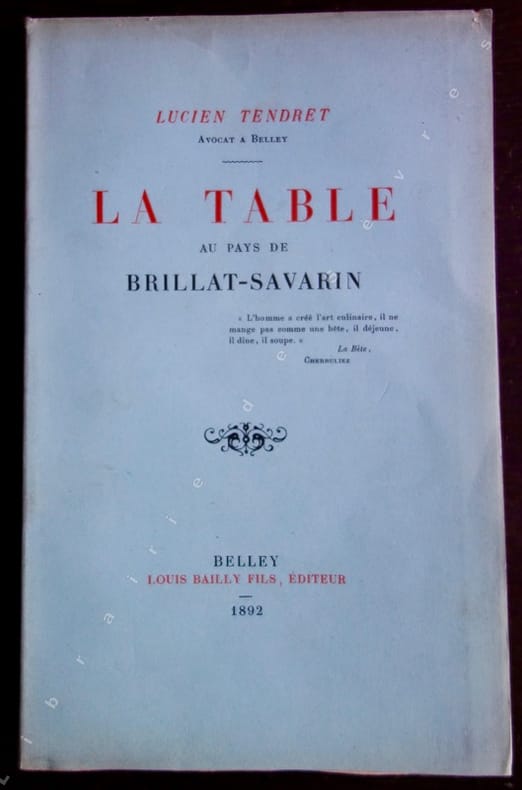 LUCIEN TENDRET
AVOCAT A BELLEY
LA TABLE
AU PAYS DE
BRILLAT-SAVARIN
« L'homme a créé l'art culinaire, il ne
mange pas comme une bête, il déjeune,
il dîne, il soupe. »
La Bête,
CHERBULIEZ
BELLEY
LOUIS BAILLY FILS, ÉDITEUR
1892